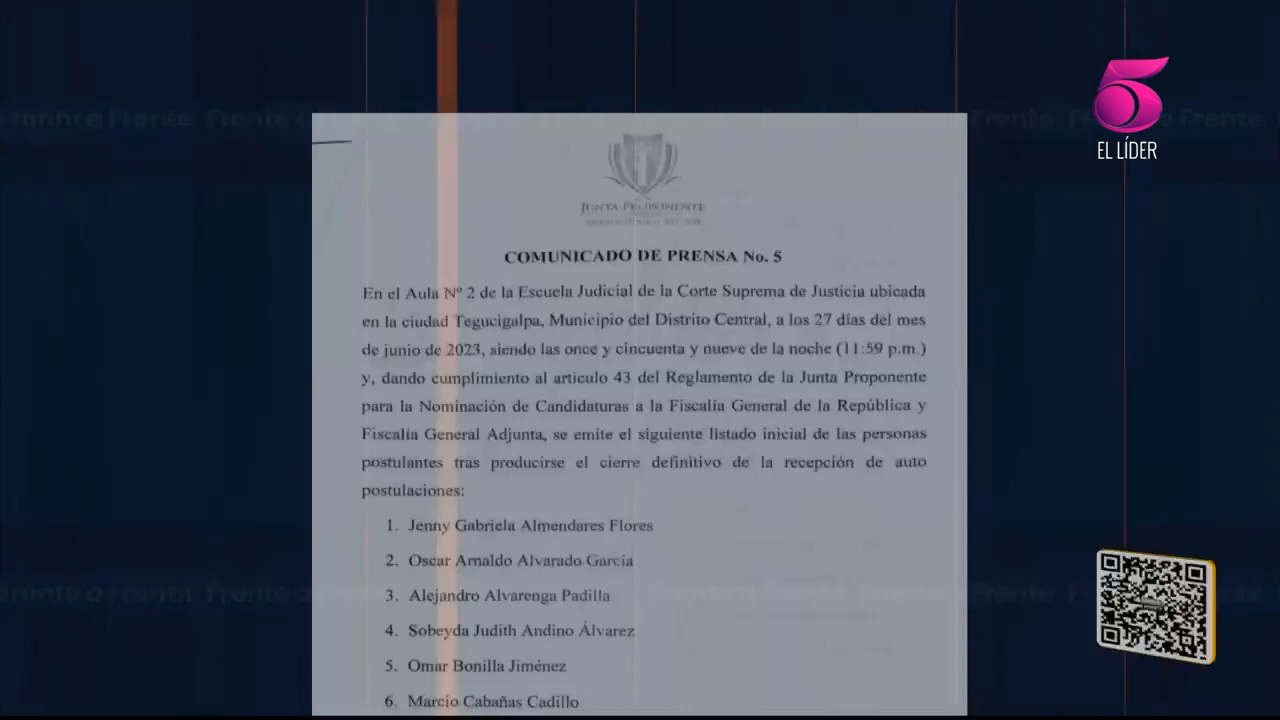 5
EL LÍDER
JUNTA PROPONENTE
COMUNICADO DE PRENSA No. 5
En el Aula Nº 2 de la Escuela Judicial de la Corte Suprema de Justicia ubicada
en la ciudad Tegucigalpa, Municipio del Distrito Central, a los 27 días del mes
de junio de 2023, siendo las once y cincuenta y nueve de la noche (11:59 p.m.)
y, dando cumplimiento al artículo 43 del Reglamento de la Junta Proponente
para la Nominación de Candidaturas a la Fiscalía General de la República y
Fiscalía General Adjunta, se emite el siguiente listado inicial de las personas
postulantes tras producirse el cierre definitivo de la recepción de auto
postulaciones:
1. Jenny Gabriela Almendares Flores
2. Oscar Arnaldo Alvarado García
3. Alejandro Alvarenga Padilla
4. Sobeyda Judith Andino Álvarez
5. Omar Bonilla Jiménez
6. Marcio Cabañas Cadillo